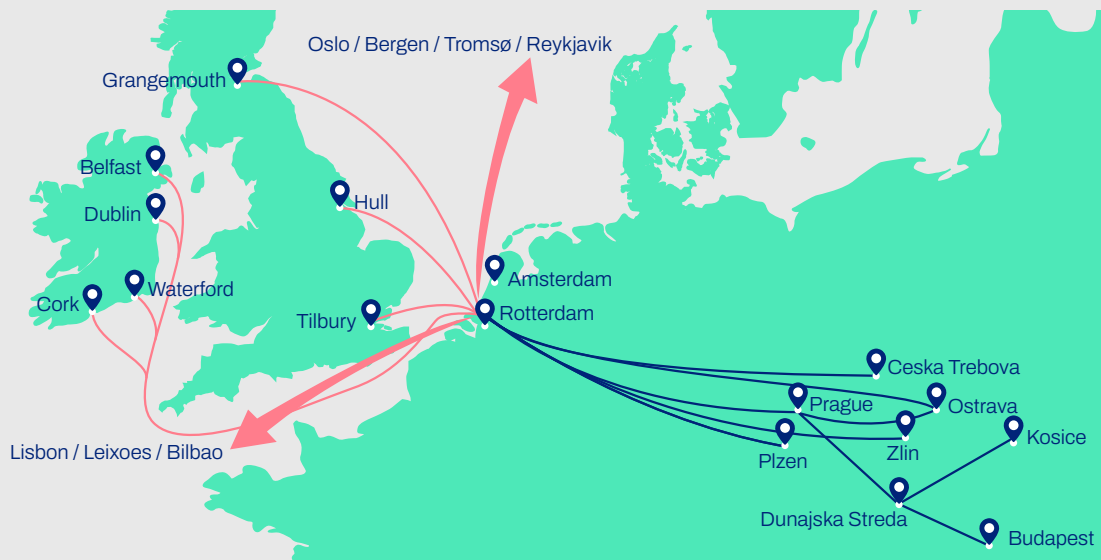 Oslo / Bergen / Tromsø / Reykjavik
Grangemouth
Belfast
Hull
Dublin
Amsterdam
Waterford
Cork
Rotterdam
Tilbury
Ceska Trebova
Prague
Ostrava
Kosice
Lisbon / Leixoes / Bilbao
Zlin
Plzen
Dunajska Streda
Budapest